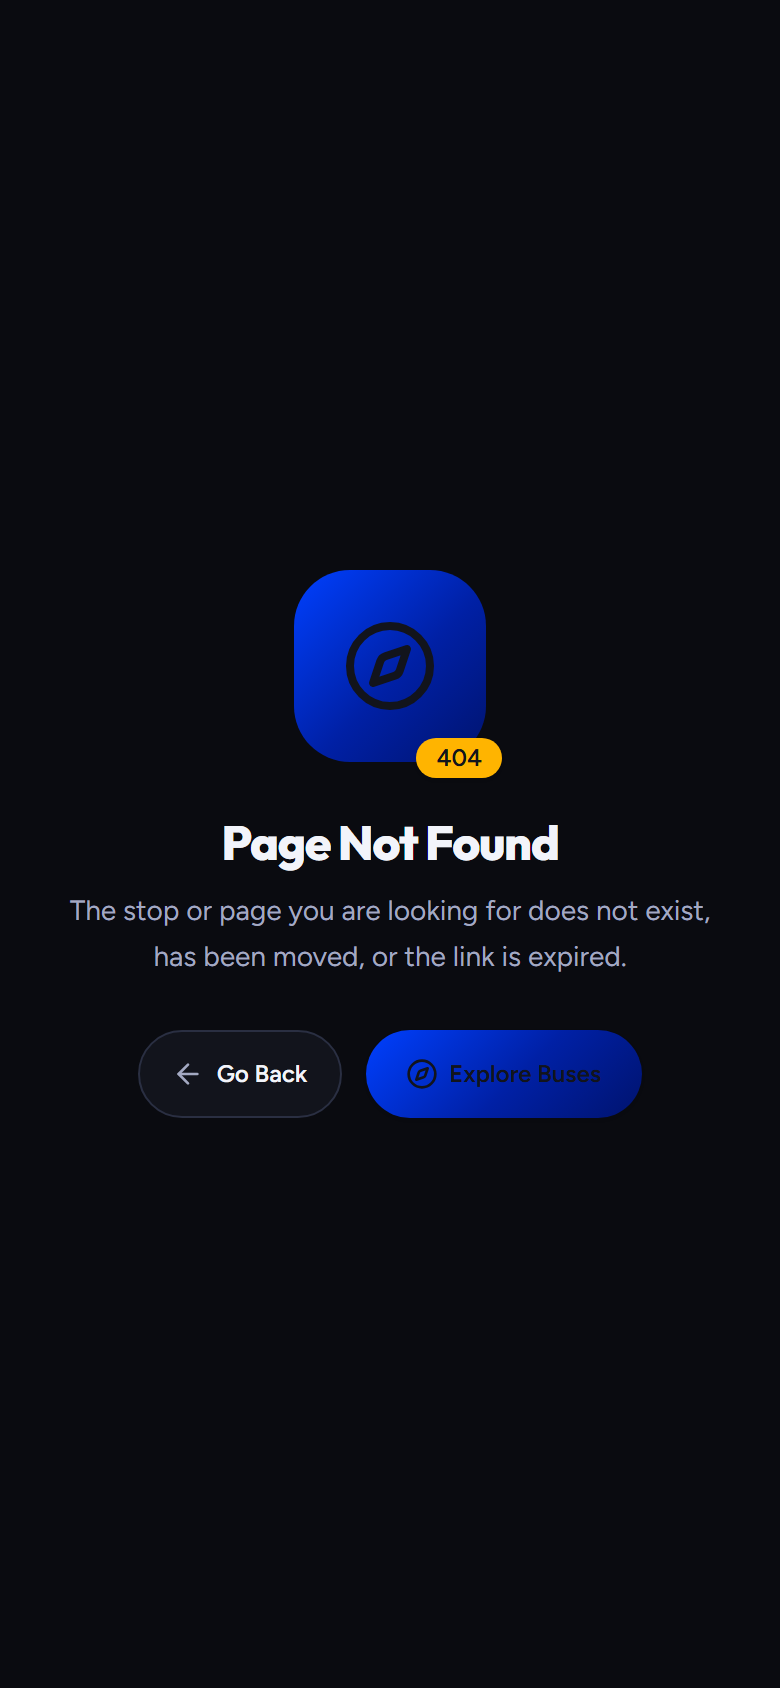 404
Page Not Found
The stop or page you are looking for does not exist,
has been moved, or the link is expired.
Go Back
Explore Buses